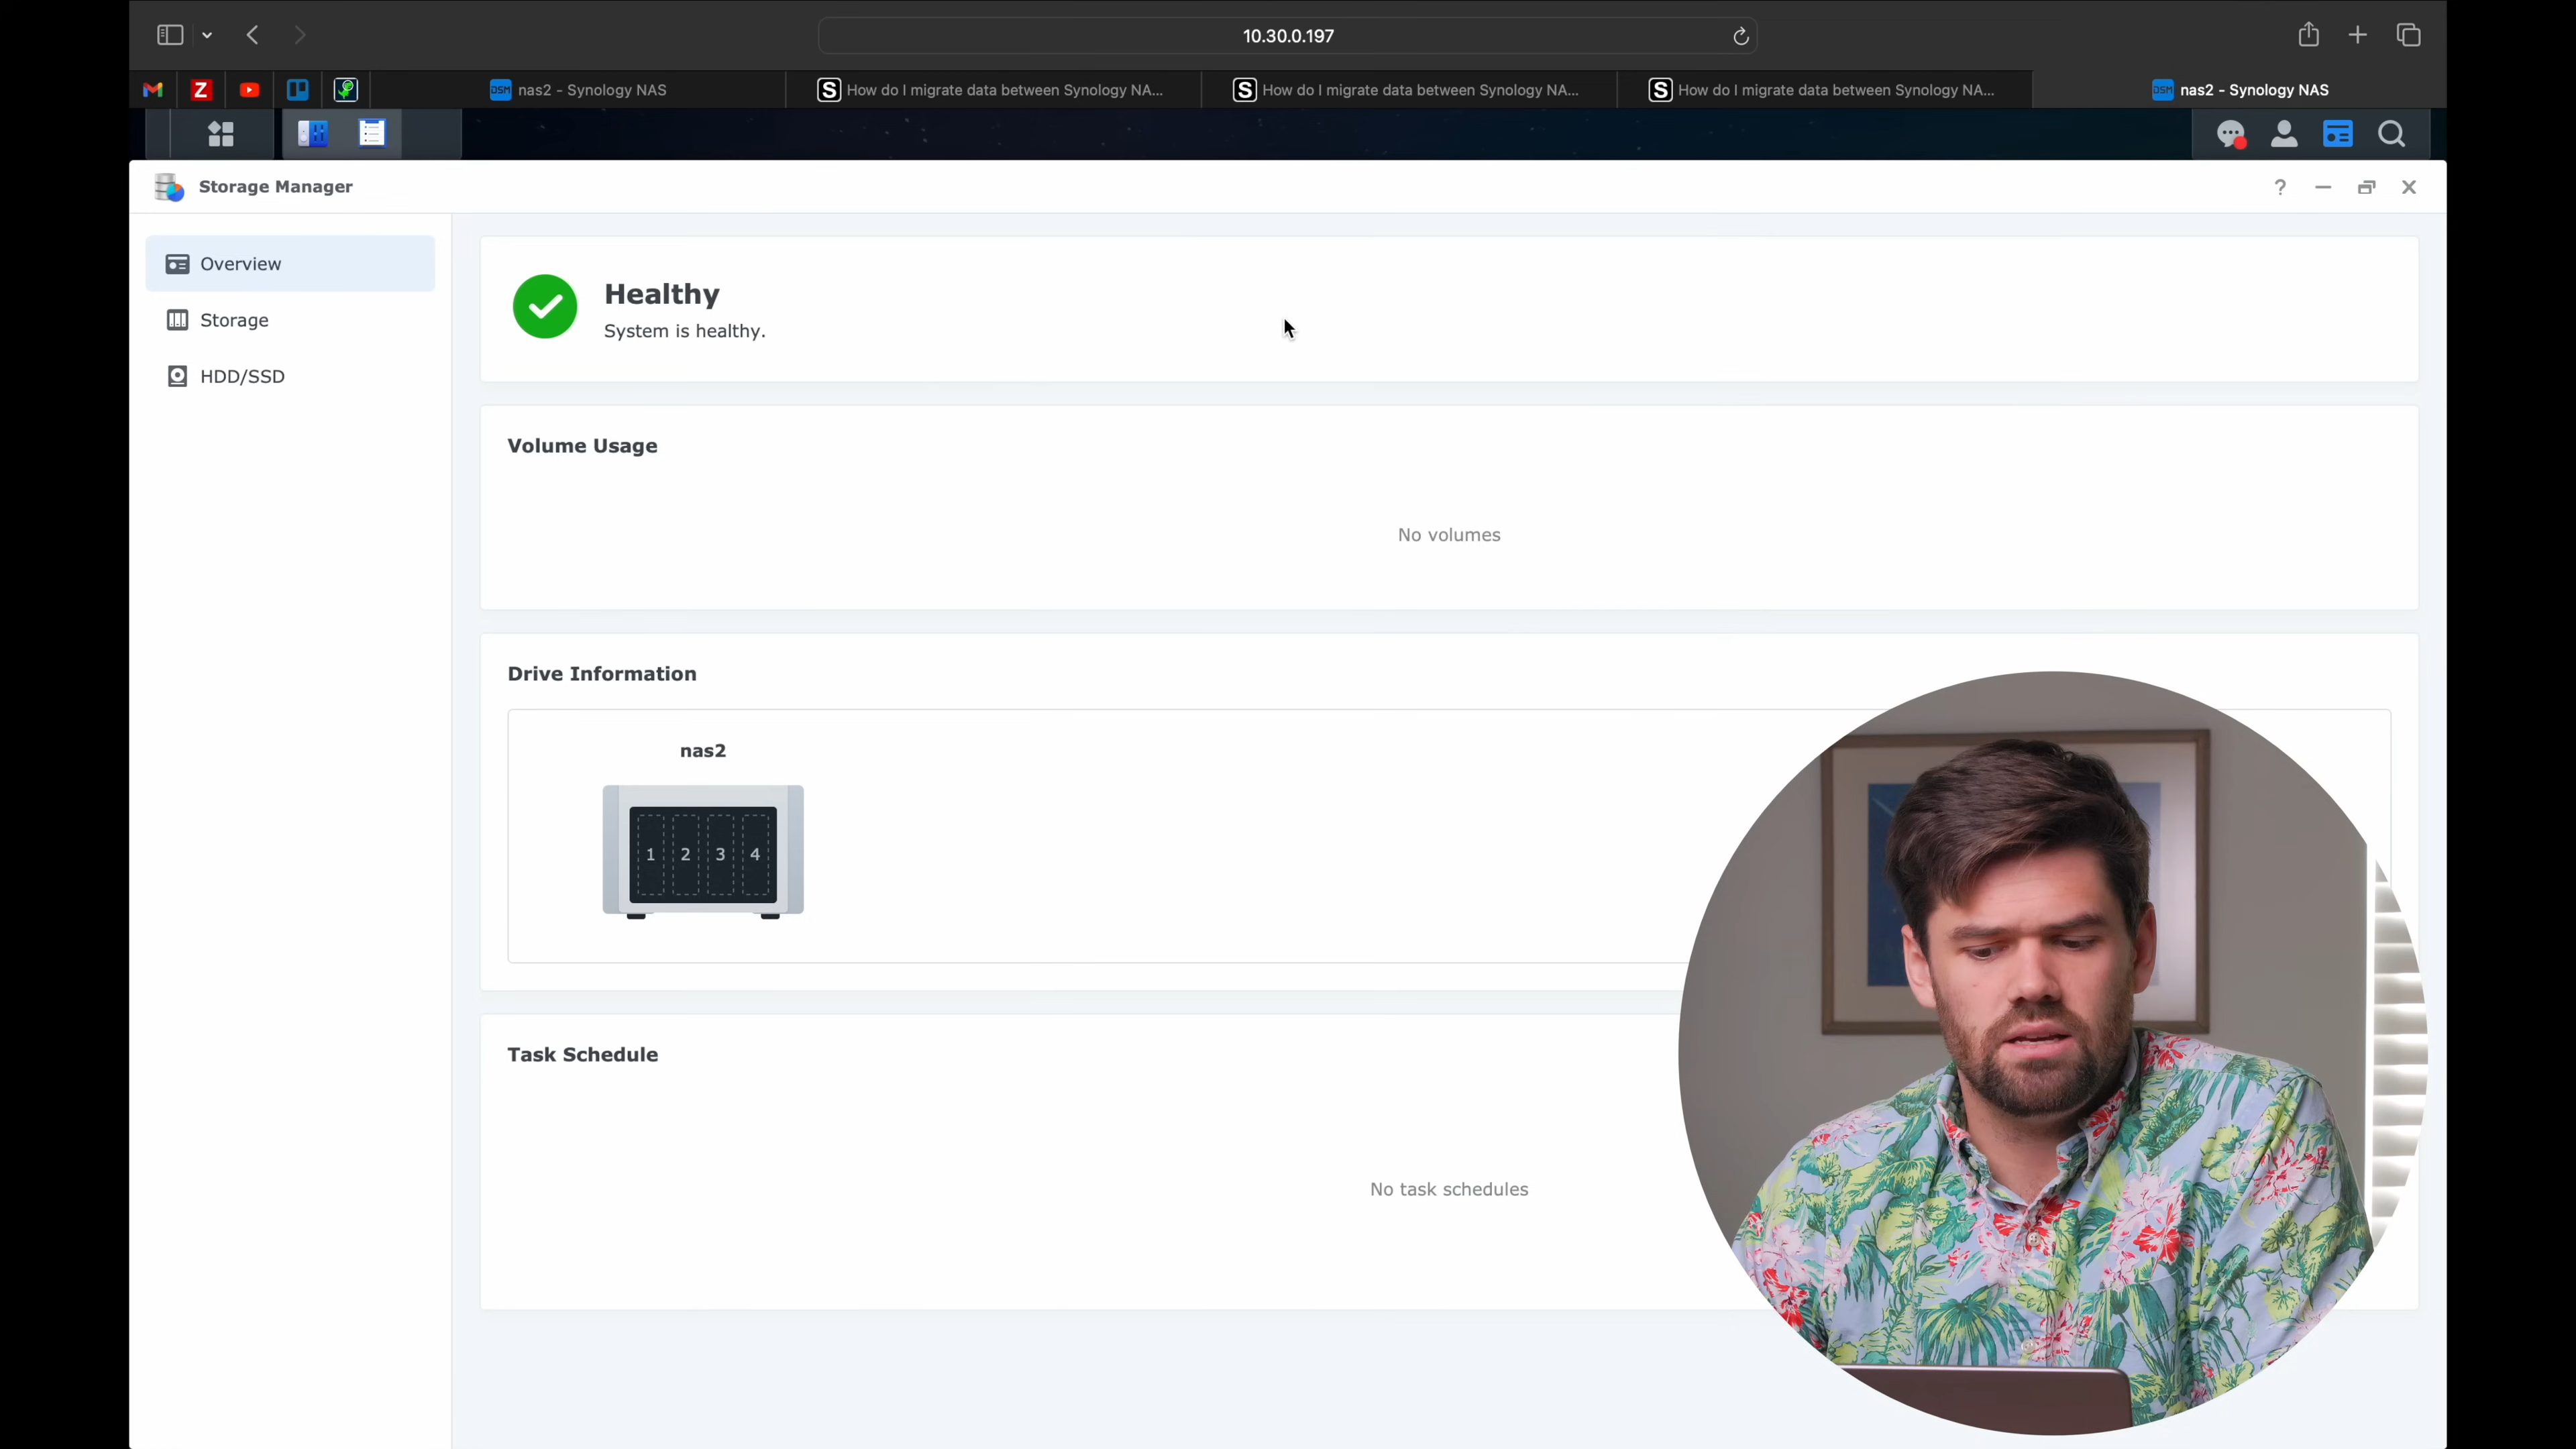 10.30.0.197
Z
DSM nas2 - Synology NAS
S How do I migrate data between Synology NA...
S How do I migrate data between Synology NA...
S How do I migrate data between Synology NA...
DSM nas2 - Synology NAS
Storage Manager
?
Overview
Storage
HDD/SSD
Healthy
System is healthy.
Volume Usage
No volumes
Drive Information
nas2
1 2 3 4
Task Schedule
No task schedules